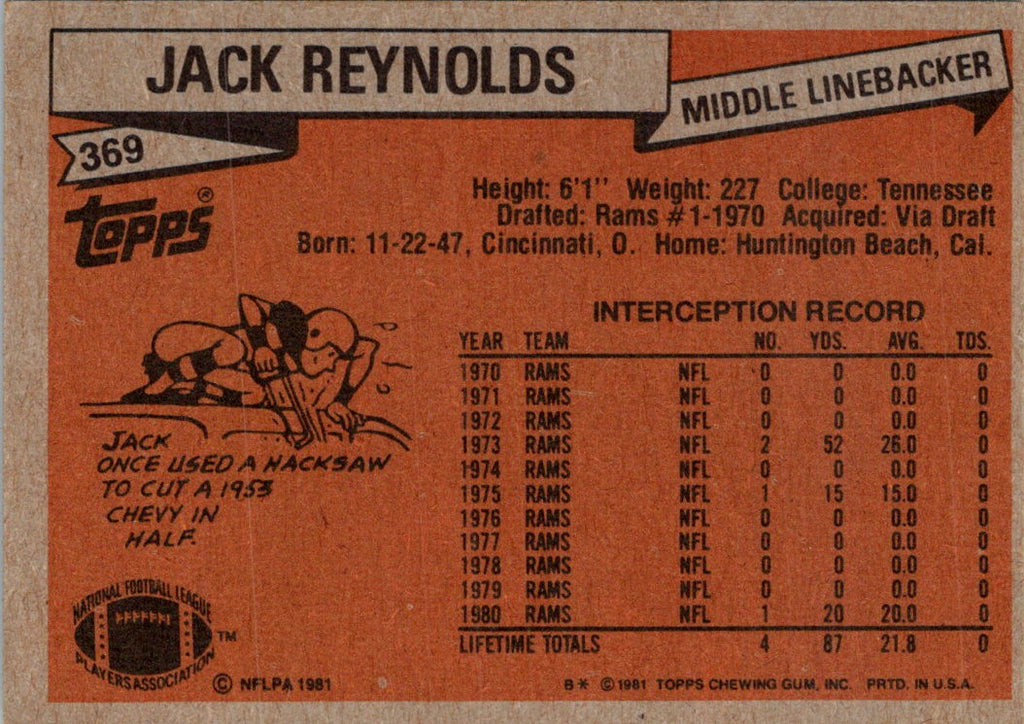 JACK REYNOLDS
MIDDLE LINEBACKER
369
TOPPS®
Height: 6'1" Weight: 227 College: Tennessee
Drafted: Rams #1-1970 Acquired: Via Draft
Born: 11-22-47, Cincinnati, O. Home: Huntington Beach, Cal.
JACK
ONCE USED A HACKSAW
TO CUT A 1953
CHEVY IN
HALF.
INTERCEPTION RECORD
YEAR TEAM NO. YDS. AVG. TDS.
1970 RAMS NFL 0 0 0.0 0
1971 RAMS NFL 0 0 0.0 0
1972 RAMS NFL 0 0 0.0 0
1973 RAMS NFL 2 52 26.0 0
1974 RAMS NFL 0 0 0.0 0
1975 RAMS NFL 1 15 15.0 0
1976 RAMS NFL 0 0 0.0 0
1977 RAMS NFL 0 0 0.0 0
1978 RAMS NFL 0 0 0.0 0
1979 RAMS NFL 0 0 0.0 0
1980 RAMS NFL 1 20 20.0 0
LIFETIME TOTALS 4 87 21.8 0
NATIONAL FOOTBALL LEAGUE
PLAYERS ASSOCIATION
TM
© NFLPA 1981
B* © 1981 TOPPS CHEWING GUM, INC. PRTD. IN U.S.A.